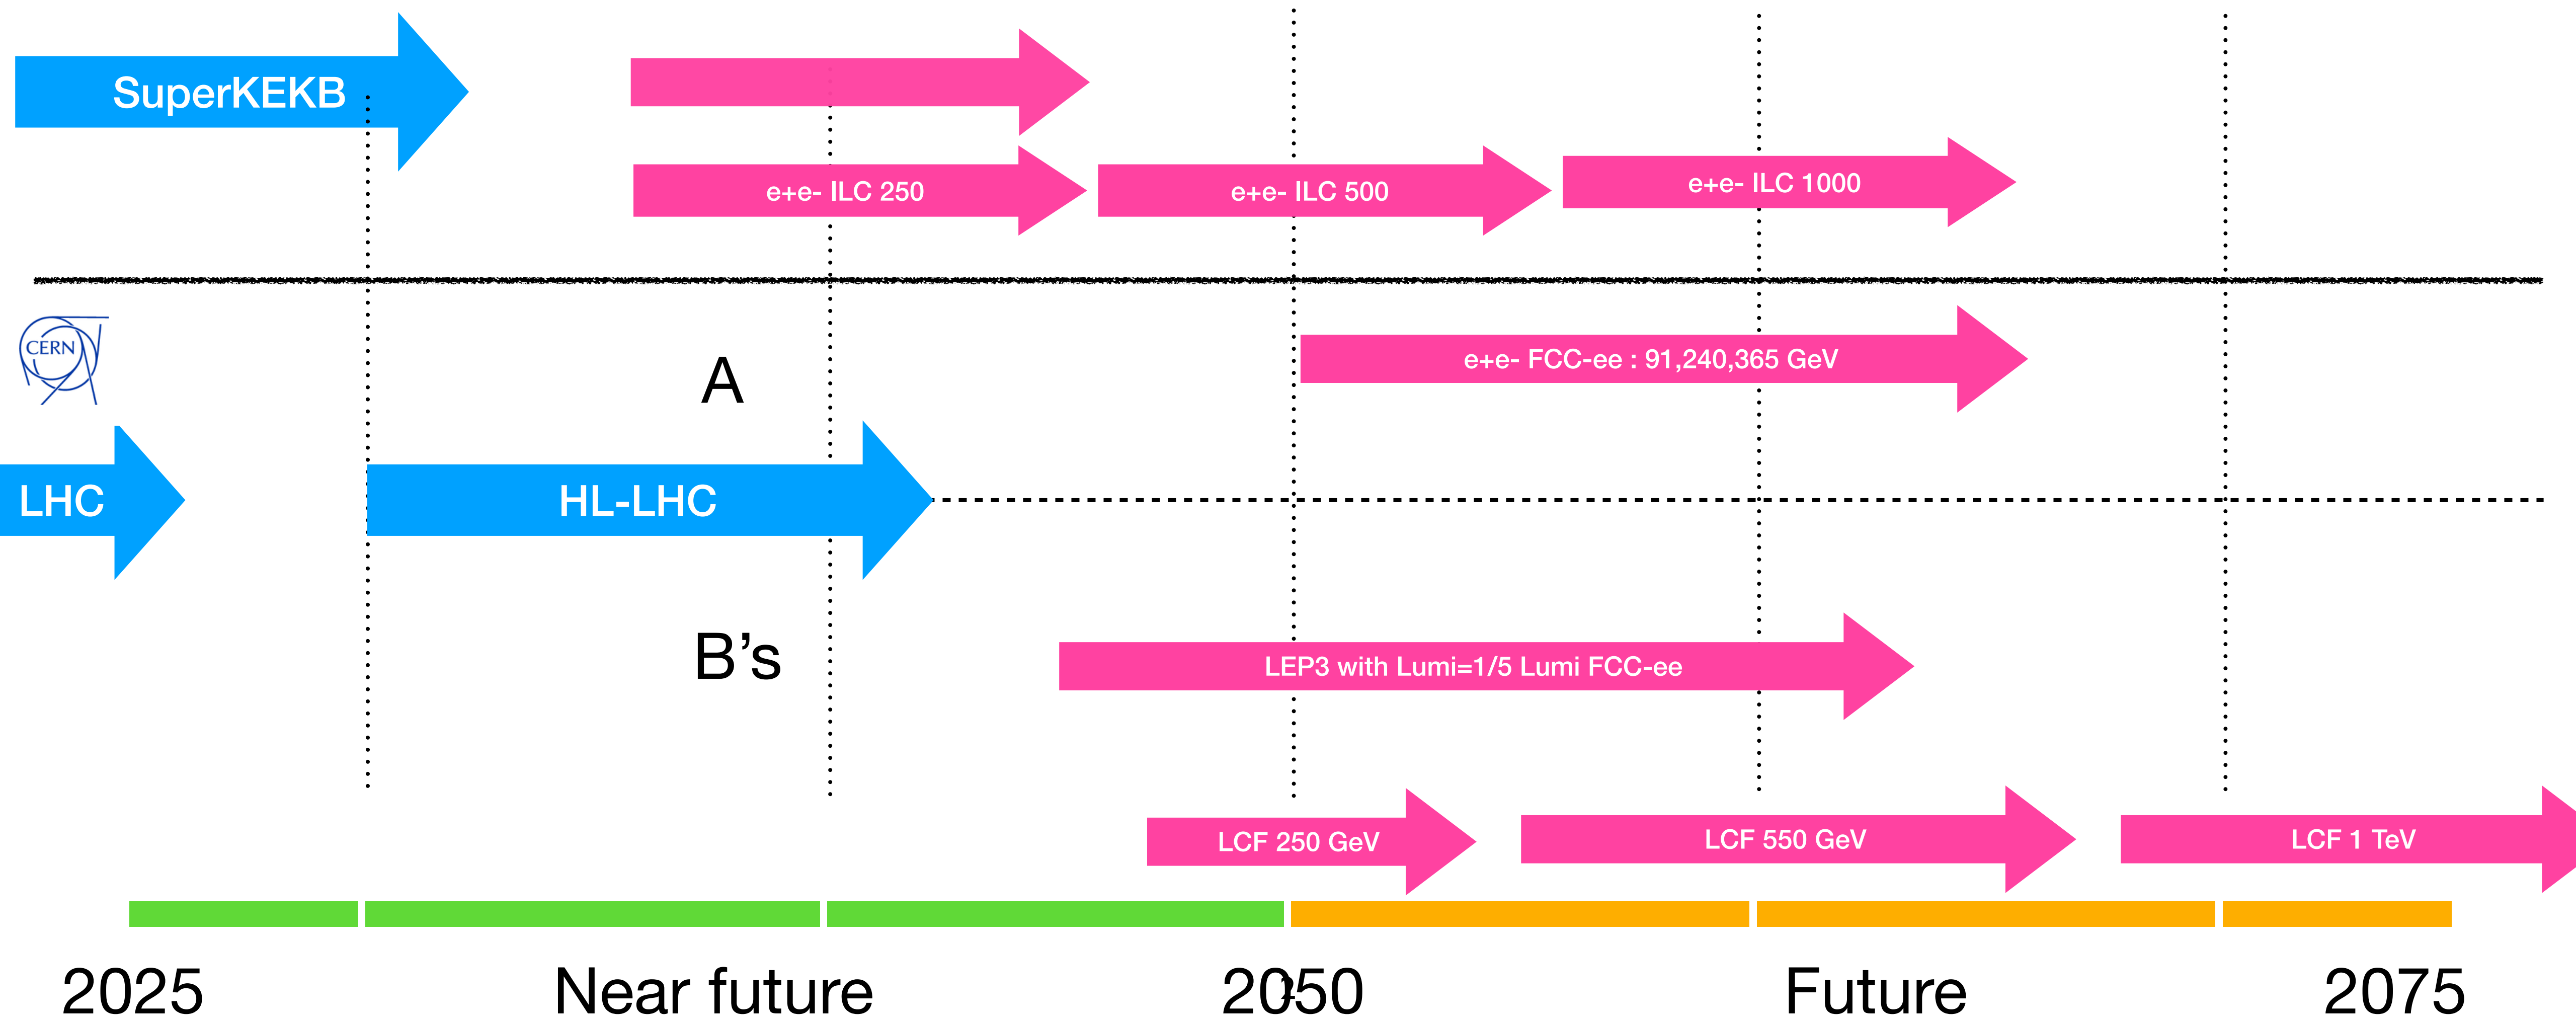 SuperKEKB
e+e- ILC 250
e+e- ILC 500
e+e- ILC 1000
CERN
A
e+e- FCC-ee : 91,240,365 GeV
LHC
HL-LHC
B’s
LEP3 with Lumi=1/5 Lumi FCC-ee
LCF 250 GeV
LCF 550 GeV
LCF 1 TeV
2025
Near future
2050
2
Future
2075